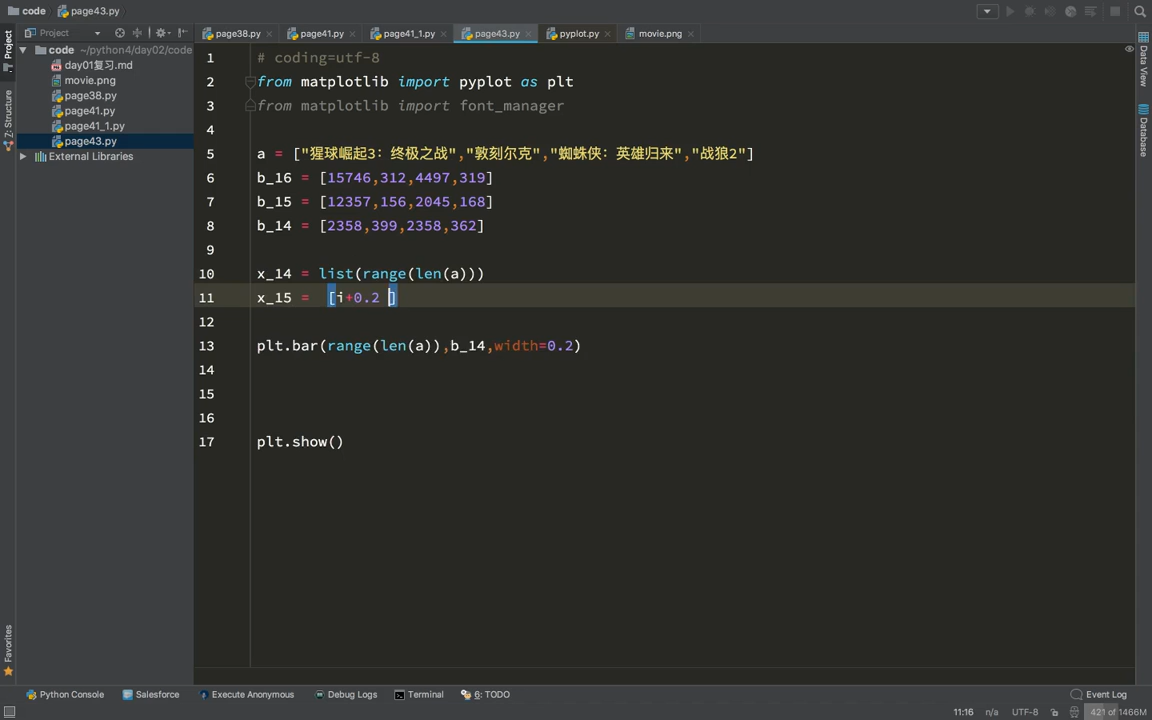 code
page43.py
Project
page38.py
page41.py
page41_1.py
page43.py
pyplot.py
movie.png
code ~/python4/day02/code
day01复习.md
movie.png
page38.py
page41.py
page41_1.py
page43.py
External Libraries
Project
Z: Structure
Favorites
Data View
Database
1 # coding=utf-8
2 from matplotlib import pyplot as plt
3 from matplotlib import font_manager
4
5 a = ["猩球崛起3：终极之战","敦刻尔克","蜘蛛侠：英雄归来","战狼2"]
6 b_16 = [15746,312,4497,319]
7 b_15 = [12357,156,2045,168]
8 b_14 = [2358,399,2358,362]
9
10 x_14 = list(range(len(a)))
11 x_15 =  [i+0.2 ]
12
13 plt.bar(range(len(a)),b_14,width=0.2)
14
15
16
17 plt.show()
Python Console
Salesforce
Execute Anonymous
Debug Logs
Terminal
6: TODO
Event Log
11:16
n/a
UTF-8
421 of 1466M